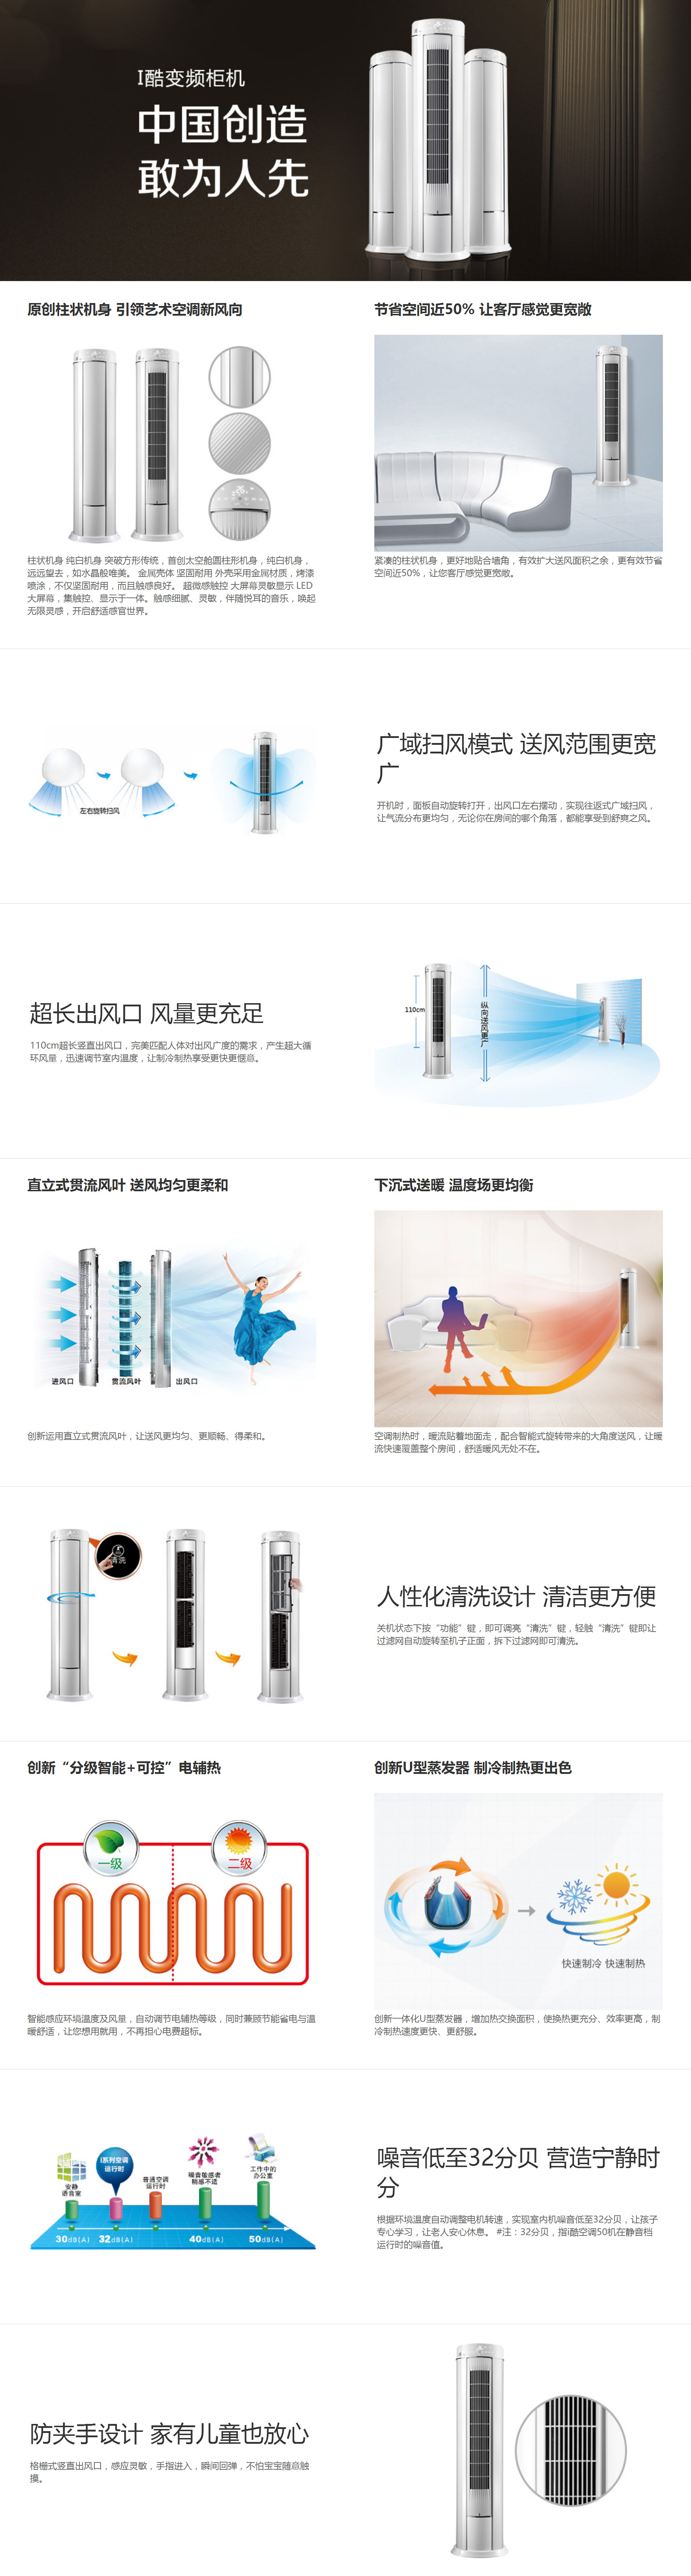 I酷变频柜机
中国创造
敢为人先
原创柱状机身 引领艺术空调新风向
柱状机身 纯白机身 突破方形传统，首创太空舱圆柱形机身，纯白机身，
远远望去，如水晶般唯美。 金属壳体 坚固耐用 外壳采用金属材质，烤漆
喷涂，不仅坚固耐用，而且触感良好。 超微感触控 大屏幕灵敏显示 LED
大屏幕，集触控、显示于一体。触感细腻、灵敏，伴随悦耳的音乐，唤起
无限灵感，开启舒适感官世界。
节省空间近50% 让客厅感觉更宽敞
紧凑的柱状机身，更好地贴合墙角，有效扩大送风面积之余，更有效节省
空间近50%，让您客厅感觉更宽敞。
左右旋转扫风
广域扫风模式 送风范围更宽
广
开机时，面板自动旋转打开，出风口左右摆动，实现往返式广域扫风，
让气流分布更均匀，无论你在房间的哪个角落，都能享受到舒爽之风。
超长出风口 风量更充足
110cm超长竖直出风口，完美匹配人体对出风广度的需求，产生超大循
环风量，迅速调节室内温度，让制冷制热享受更快更惬意。
110cm
纵向送风更广
直立式贯流风叶 送风均匀更柔和
进风口
贯流风叶
出风口
创新运用直立式贯流风叶，让送风更均匀、更顺畅、得柔和。
下沉式送暖 温度场更均衡
空调制热时，暖流贴着地面走，配合智能式旋转带来的大角度送风，让暖
流快速覆盖整个房间，舒适暖风无处不在。
清洗
人性化清洗设计 清洁更方便
关机状态下按“功能”键，即可调亮“清洗”键，轻触“清洗”键即让
过滤网自动旋转至机子正面，拆下过滤网即可清洗。
创新“分级智能+可控”电辅热
一级
二级
智能感应环境温度及风量，自动调节电辅热等级，同时兼顾节能省电与温
暖舒适，让您想用就用，不再担心电费超标。
创新U型蒸发器 制冷制热更出色
快速制冷 快速制热
创新一体化U型蒸发器，增加热交换面积，使换热更充分、效率更高，制
冷制热速度更快、更舒服。
安静
语音室
i系列空调
运行时
普通空调
运行时
噪音敏感者
稍感不适
工作中的
办公室
30dB(A) 32dB(A) 40dB(A) 50dB(A)
噪音低至32分贝 营造宁静时
分
根据环境温度自动调整电机转速，实现室内机噪音低至32分贝，让孩子
专心学习，让老人安心休息。 #注：32分贝，指i酷空调50机在静音档
运行时的噪音值。
防夹手设计 家有儿童也放心
格栅式竖直出风口，感应灵敏，手指进入，瞬间回弹，不怕宝宝随意触
摸。